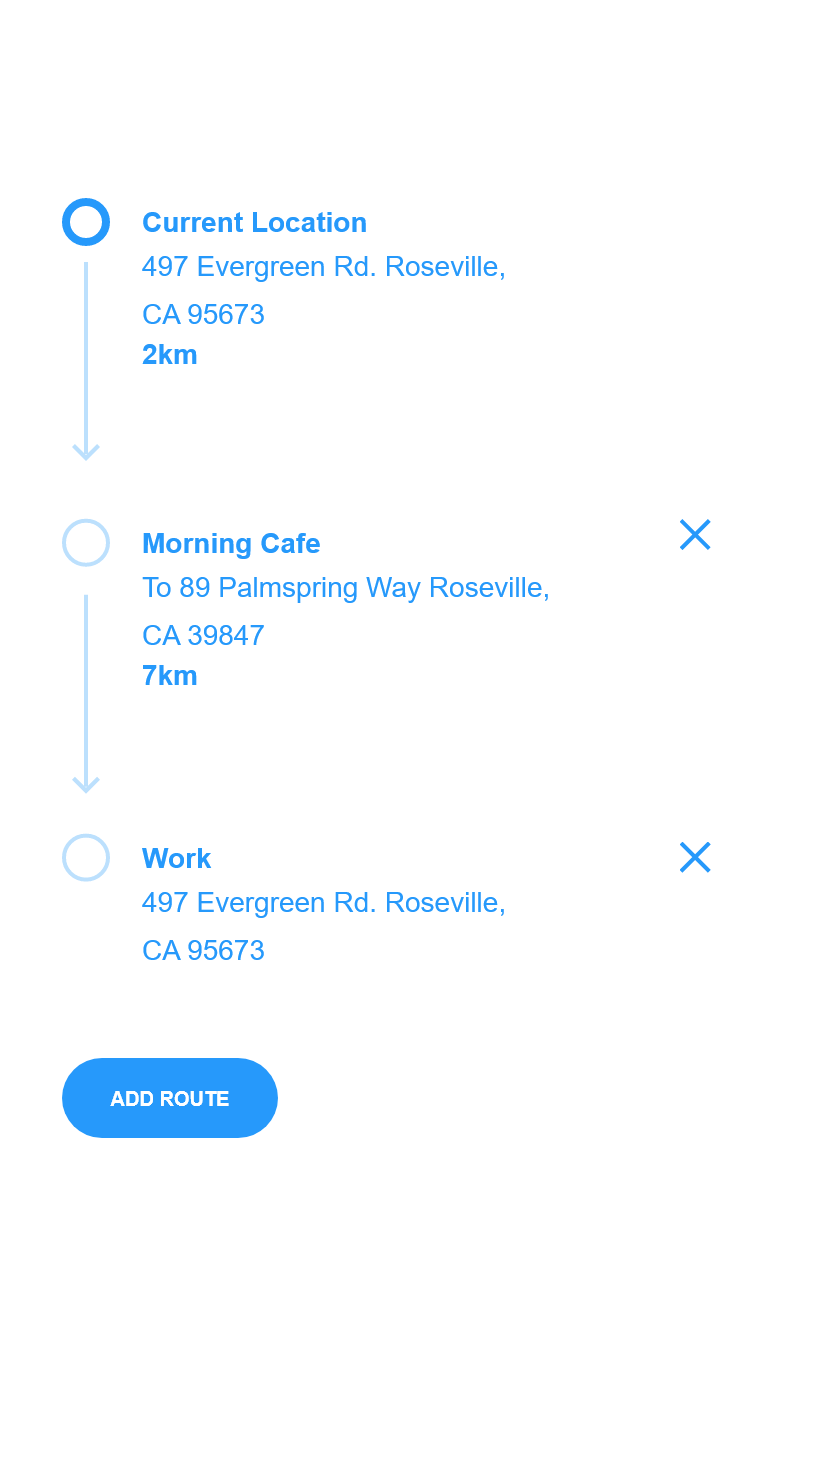 Current Location
497 Evergreen Rd. Roseville,
CA 95673
2km
Morning Cafe
To 89 Palmspring Way Roseville,
CA 39847
7km
Work
497 Evergreen Rd. Roseville,
CA 95673
ADD ROUTE